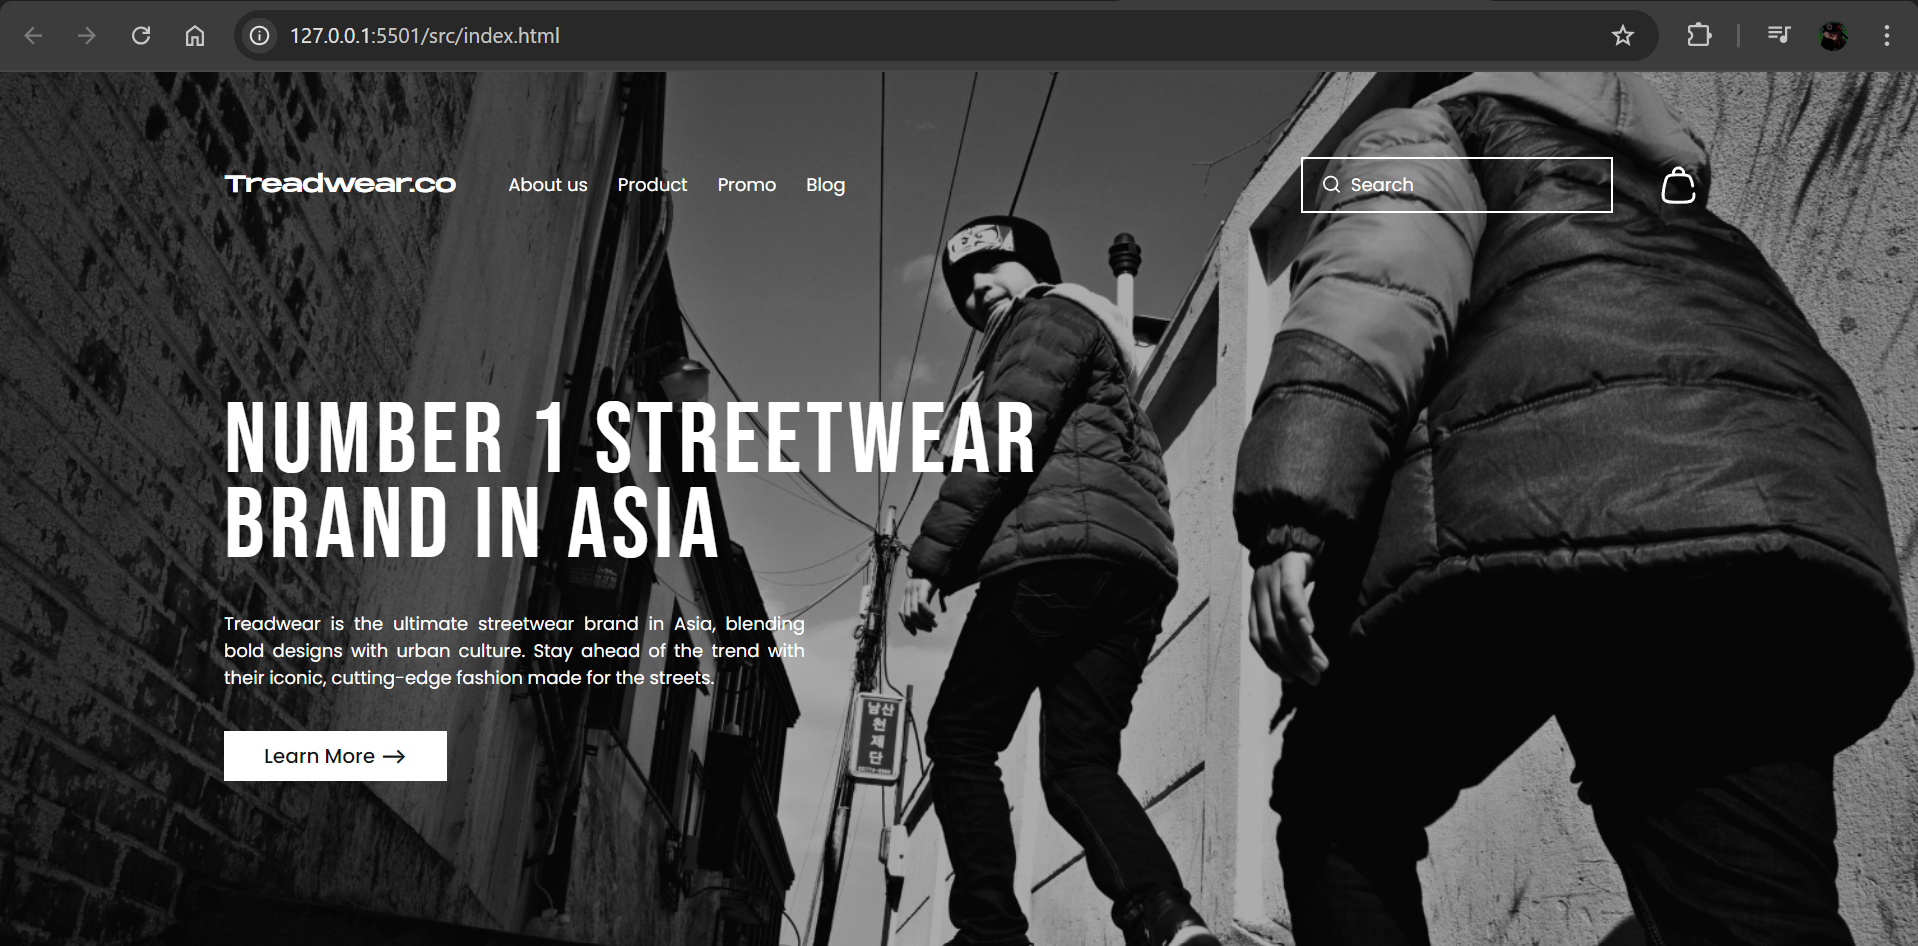 127.0.0.1:5501/src/index.html
Treadwear.co
About us
Product
Promo
Blog
Search
NUMBER 1 STREETWEAR
BRAND IN ASIA
Treadwear is the ultimate streetwear brand in Asia, blending
bold designs with urban culture. Stay ahead of the trend with
their iconic, cutting-edge fashion made for the streets.
Learn More →
남산
천
제
단